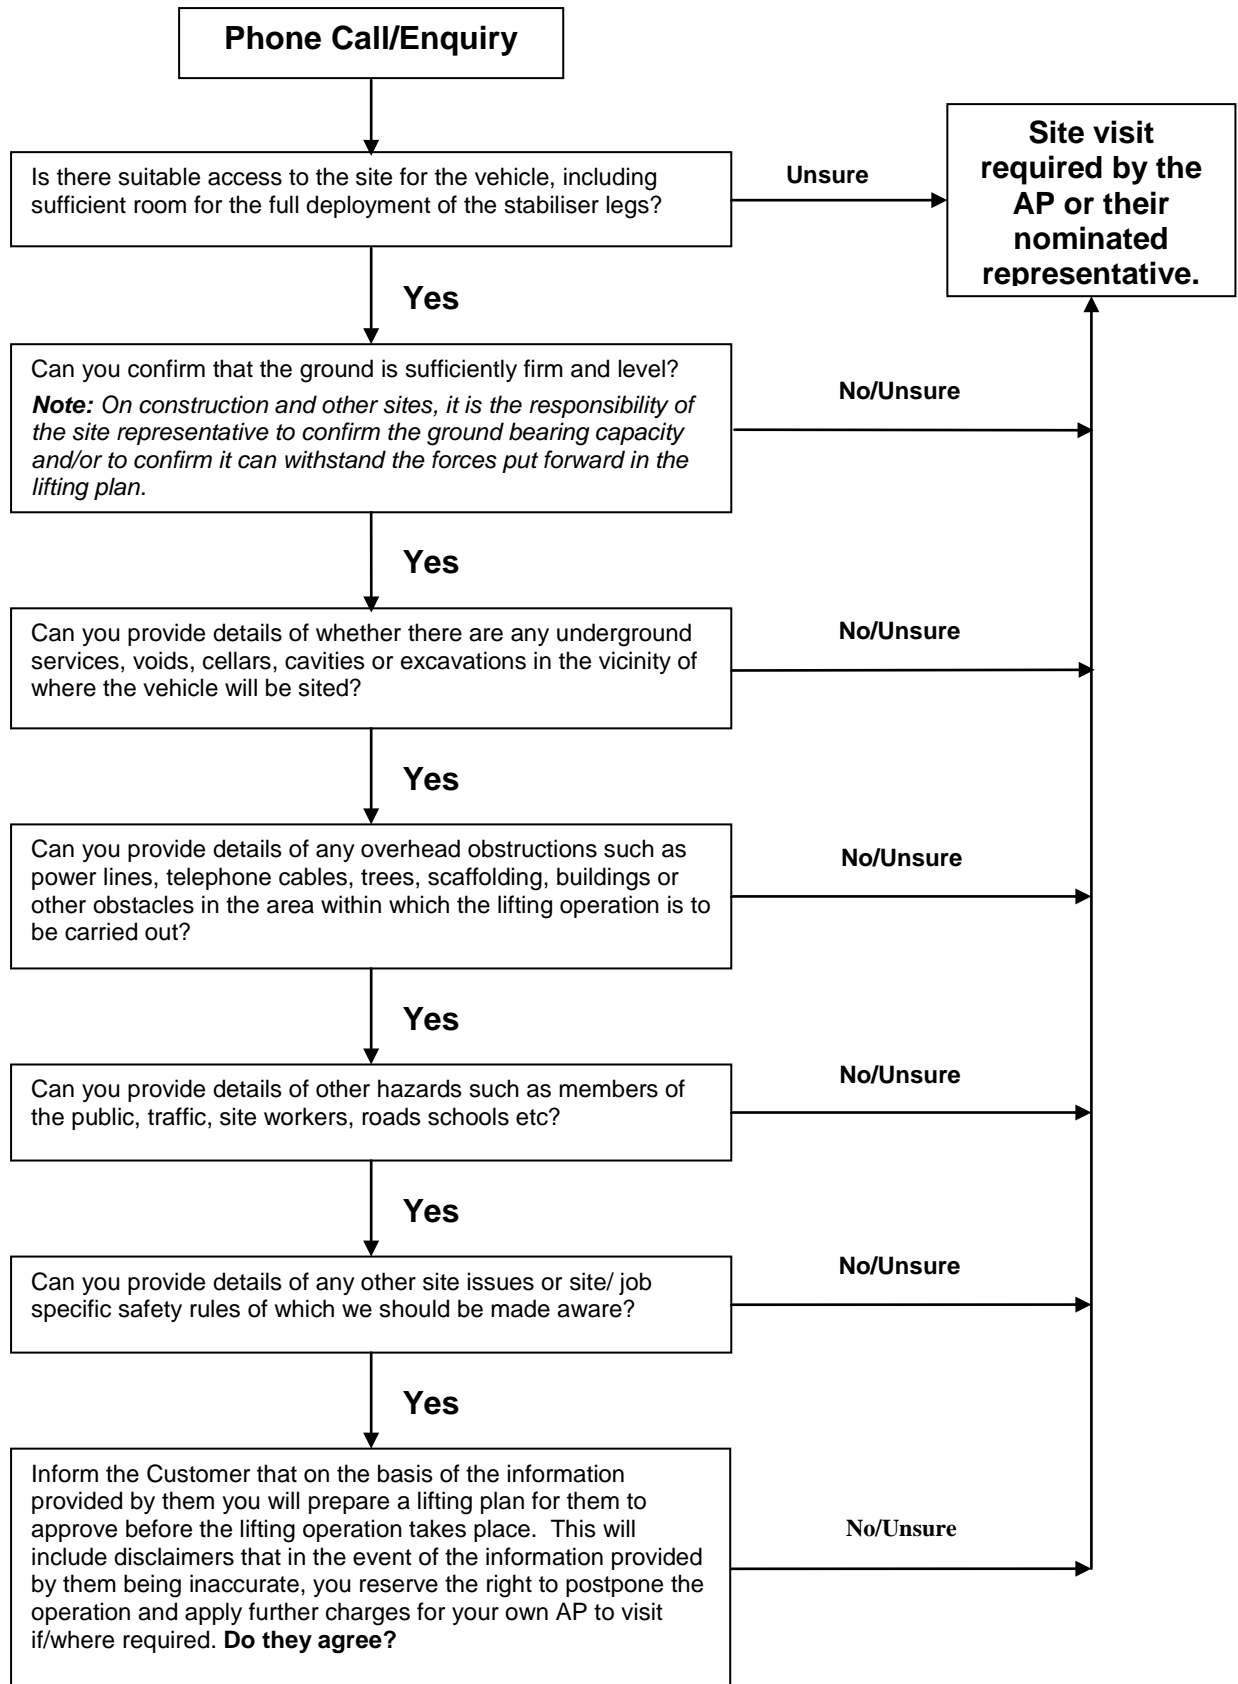 Phone Call/Enquiry
Site visit
required by the
AP or their
nominated
representative.
Is there suitable access to the site for the vehicle, including
sufficient room for the full deployment of the stabiliser legs?
Unsure
Yes
Can you confirm that the ground is sufficiently firm and level?
Note: On construction and other sites, it is the responsibility of
the site representative to confirm the ground bearing capacity
and/or to confirm it can withstand the forces put forward in the
lifting plan.
No/Unsure
Yes
Can you provide details of whether there are any underground
services, voids, cellars, cavities or excavations in the vicinity of
where the vehicle will be sited?
No/Unsure
Yes
Can you provide details of any overhead obstructions such as
power lines, telephone cables, trees, scaffolding, buildings or
other obstacles in the area within which the lifting operation is to
be carried out?
No/Unsure
Yes
Can you provide details of other hazards such as members of
the public, traffic, site workers, roads schools etc?
No/Unsure
Yes
Can you provide details of any other site issues or site/ job
specific safety rules of which we should be made aware?
No/Unsure
Yes
Inform the Customer that on the basis of the information
provided by them you will prepare a lifting plan for them to
approve before the lifting operation takes place.  This will
include disclaimers that in the event of the information provided
by them being inaccurate, you reserve the right to postpone the
operation and apply further charges for your own AP to visit
if/where required. Do they agree?
No/Unsure